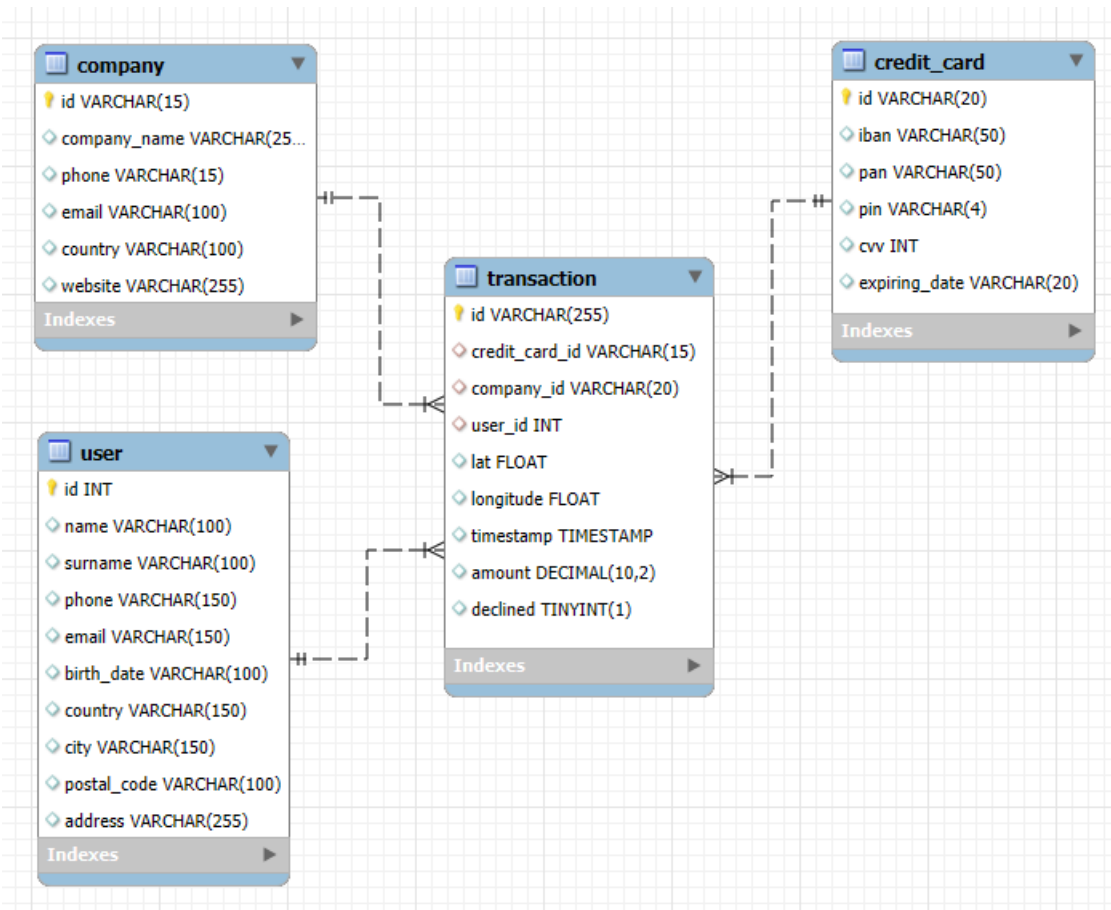 company
id VARCHAR(15)
company_name VARCHAR(25...
phone VARCHAR(15)
email VARCHAR(100)
country VARCHAR(100)
website VARCHAR(255)
Indexes
credit_card
id VARCHAR(20)
iban VARCHAR(50)
pan VARCHAR(50)
pin VARCHAR(4)
cvv INT
expiring_date VARCHAR(20)
Indexes
transaction
id VARCHAR(255)
credit_card_id VARCHAR(15)
company_id VARCHAR(20)
user_id INT
lat FLOAT
longitude FLOAT
timestamp TIMESTAMP
amount DECIMAL(10,2)
declined TINYINT(1)
Indexes
user
id INT
name VARCHAR(100)
surname VARCHAR(100)
phone VARCHAR(150)
email VARCHAR(150)
birth_date VARCHAR(100)
country VARCHAR(150)
city VARCHAR(150)
postal_code VARCHAR(100)
address VARCHAR(255)
Indexes